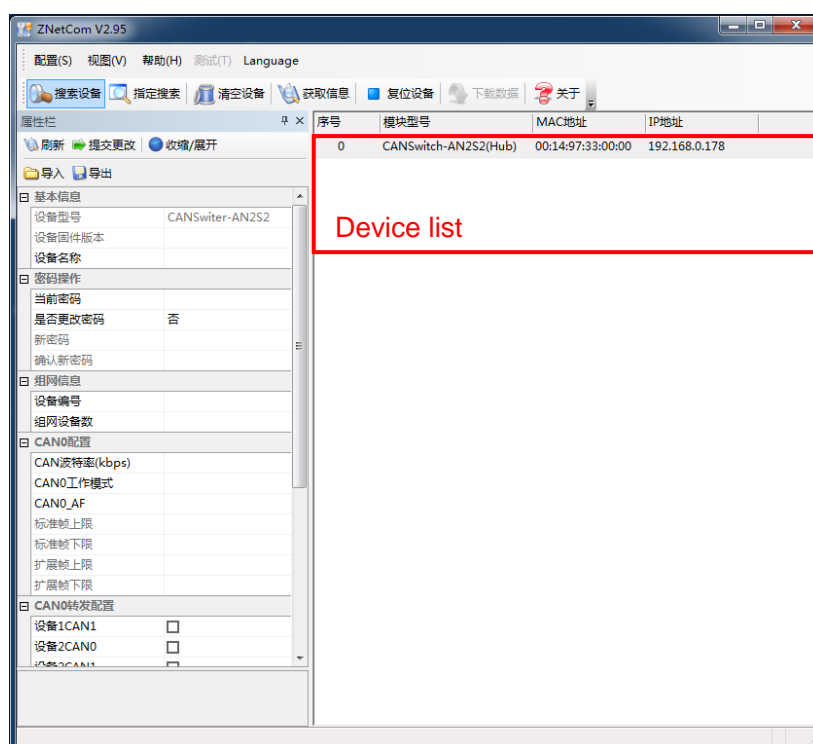 ZNetCom V2.95
配置(S) 视图(V) 帮助(H) 测试(T) Language
搜索设备 指定搜索 清空设备 获取信息 复位设备 下载数据 关于
属性栏 序号 模块型号 MAC地址 IP地址
刷新 提交更改 收缩/展开 0 CANSwitch-AN2S2(Hub) 00:14:97:33:00:00 192.168.0.178
导入 导出
基本信息
设备型号 CANSwiter-AN2S2
Device list
设备固件版本
设备名称
密码操作
当前密码
是否更改密码 否
新密码
确认新密码
组网信息
设备编号
组网设备数
CAN0配置
CAN波特率(kbps)
CAN0工作模式
CAN0_AF
标准帧上限
标准帧下限
扩展帧上限
扩展帧下限
CAN0转发配置
设备1CAN1
设备2CAN0
设备2CAN1